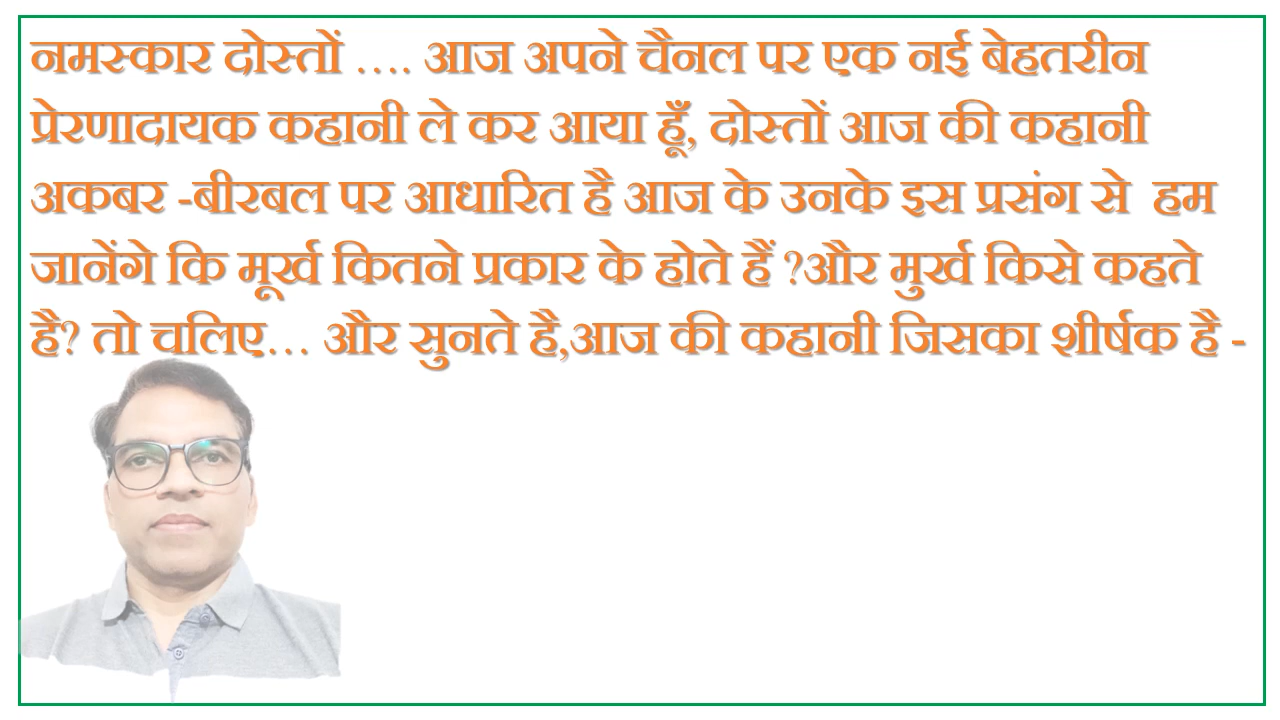 नमस्कार दोस्तों …. आज अपने चैनल पर एक नई बेहतरीन
प्रेरणादायक कहानी ले कर आया हूँ, दोस्तों आज की कहानी
अकबर -बीरबल पर आधारित है आज के उनके इस प्रसंग से हम
जानेंगे कि मूर्ख कितने प्रकार के होते हैं ?और मुर्ख किसे कहते
है? तो चलिए… और सुनते है,आज की कहानी जिसका शीर्षक है -